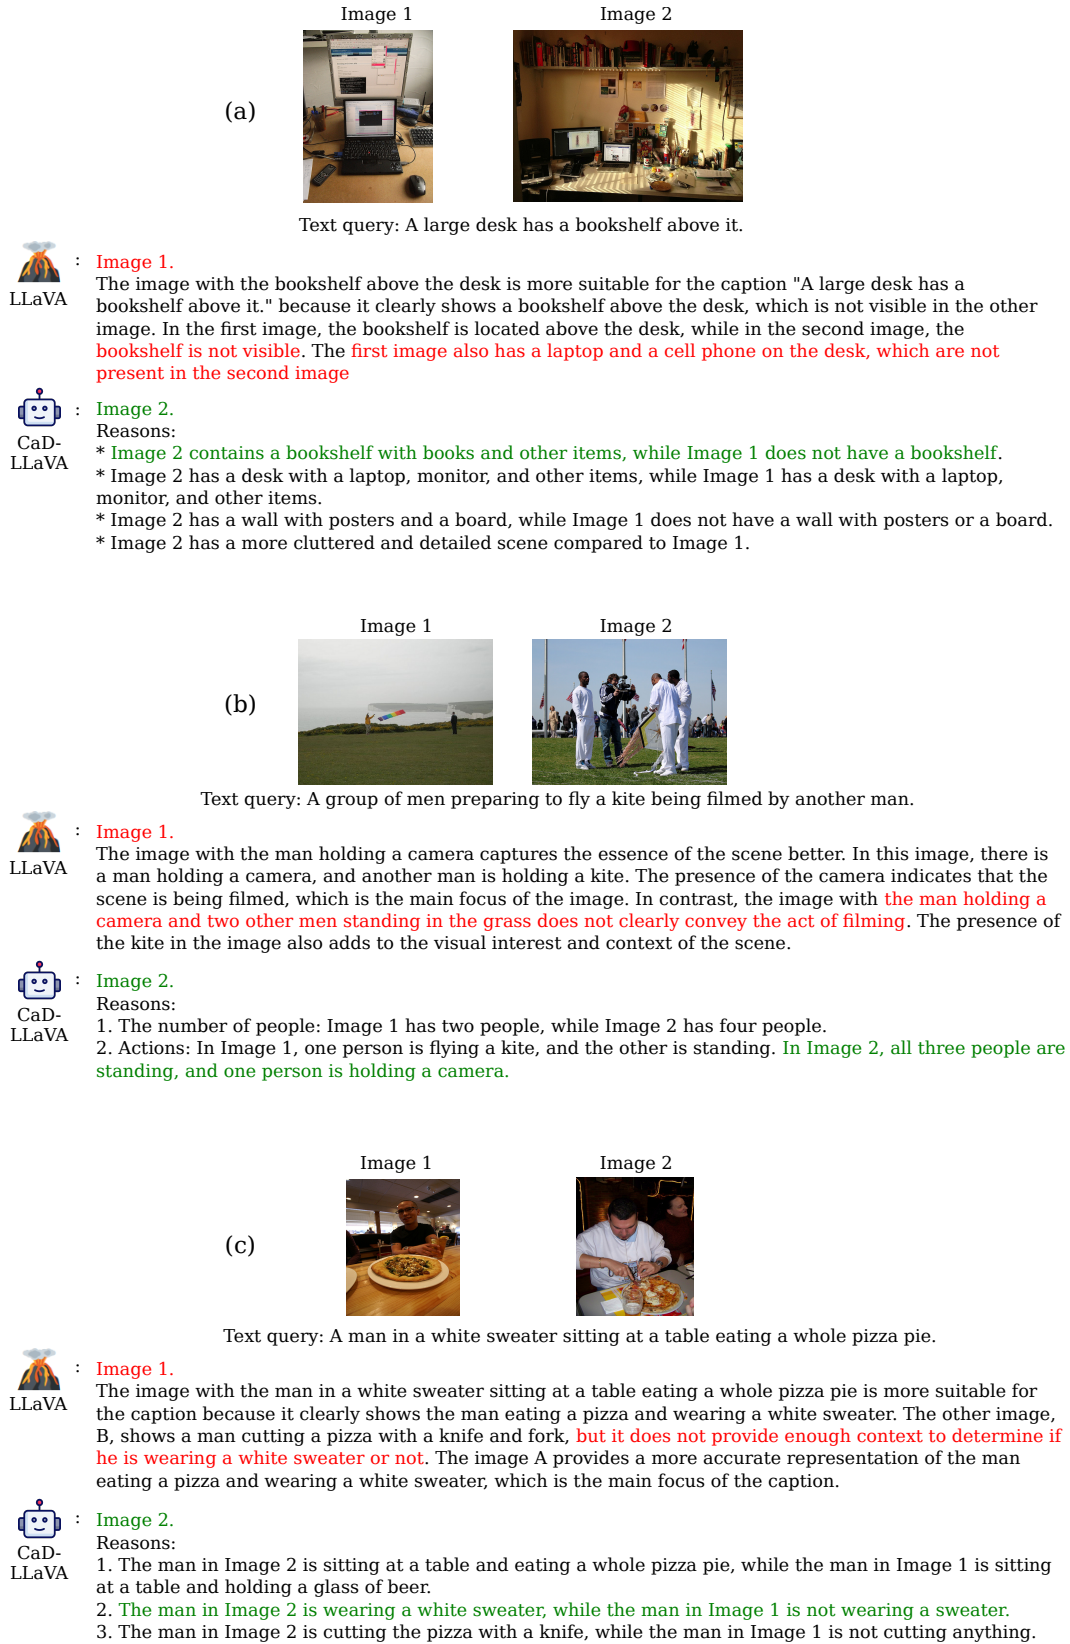 Image 1
Image 2
(a)
Text query: A large desk has a bookshelf above it.
LLaVA
: Image 1.
The image with the bookshelf above the desk is more suitable for the caption "A large desk has a
bookshelf above it." because it clearly shows a bookshelf above the desk, which is not visible in the other
image. In the first image, the bookshelf is located above the desk, while in the second image, the
bookshelf is not visible. The first image also has a laptop and a cell phone on the desk, which are not
present in the second image
CaD-
LLaVA
: Image 2.
Reasons:
* Image 2 contains a bookshelf with books and other items, while Image 1 does not have a bookshelf.
* Image 2 has a desk with a laptop, monitor, and other items, while Image 1 has a desk with a laptop,
monitor, and other items.
* Image 2 has a wall with posters and a board, while Image 1 does not have a wall with posters or a board.
* Image 2 has a more cluttered and detailed scene compared to Image 1.
Image 1
Image 2
(b)
Text query: A group of men preparing to fly a kite being filmed by another man.
LLaVA
: Image 1.
The image with the man holding a camera captures the essence of the scene better. In this image, there is
a man holding a camera, and another man is holding a kite. The presence of the camera indicates that the
scene is being filmed, which is the main focus of the image. In contrast, the image with the man holding a
camera and two other men standing in the grass does not clearly convey the act of filming. The presence of
the kite in the image also adds to the visual interest and context of the scene.
CaD-
LLaVA
: Image 2.
Reasons:
1. The number of people: Image 1 has two people, while Image 2 has four people.
2. Actions: In Image 1, one person is flying a kite, and the other is standing. In Image 2, all three people are
standing, and one person is holding a camera.
Image 1
Image 2
(c)
Text query: A man in a white sweater sitting at a table eating a whole pizza pie.
LLaVA
: Image 1.
The image with the man in a white sweater sitting at a table eating a whole pizza pie is more suitable for
the caption because it clearly shows the man eating a pizza and wearing a white sweater. The other image,
B, shows a man cutting a pizza with a knife and fork, but it does not provide enough context to determine if
he is wearing a white sweater or not. The image A provides a more accurate representation of the man
eating a pizza and wearing a white sweater, which is the main focus of the caption.
CaD-
LLaVA
: Image 2.
Reasons:
1. The man in Image 2 is sitting at a table and eating a whole pizza pie, while the man in Image 1 is sitting
at a table and holding a glass of beer.
2. The man in Image 2 is wearing a white sweater, while the man in Image 1 is not wearing a sweater.
3. The man in Image 2 is cutting the pizza with a knife, while the man in Image 1 is not cutting anything.